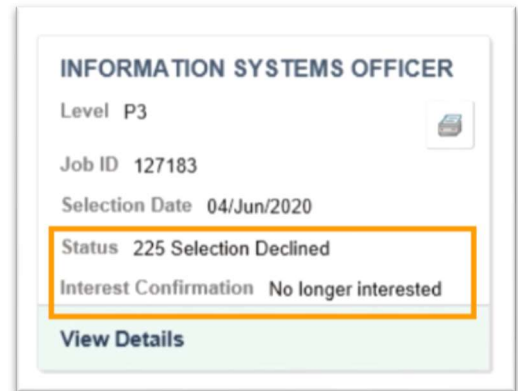 INFORMATION SYSTEMS OFFICER
Level P3
Job ID 127183
Selection Date 04/Jun/2020
Status 225 Selection Declined
Interest Confirmation No longer interested
View Details